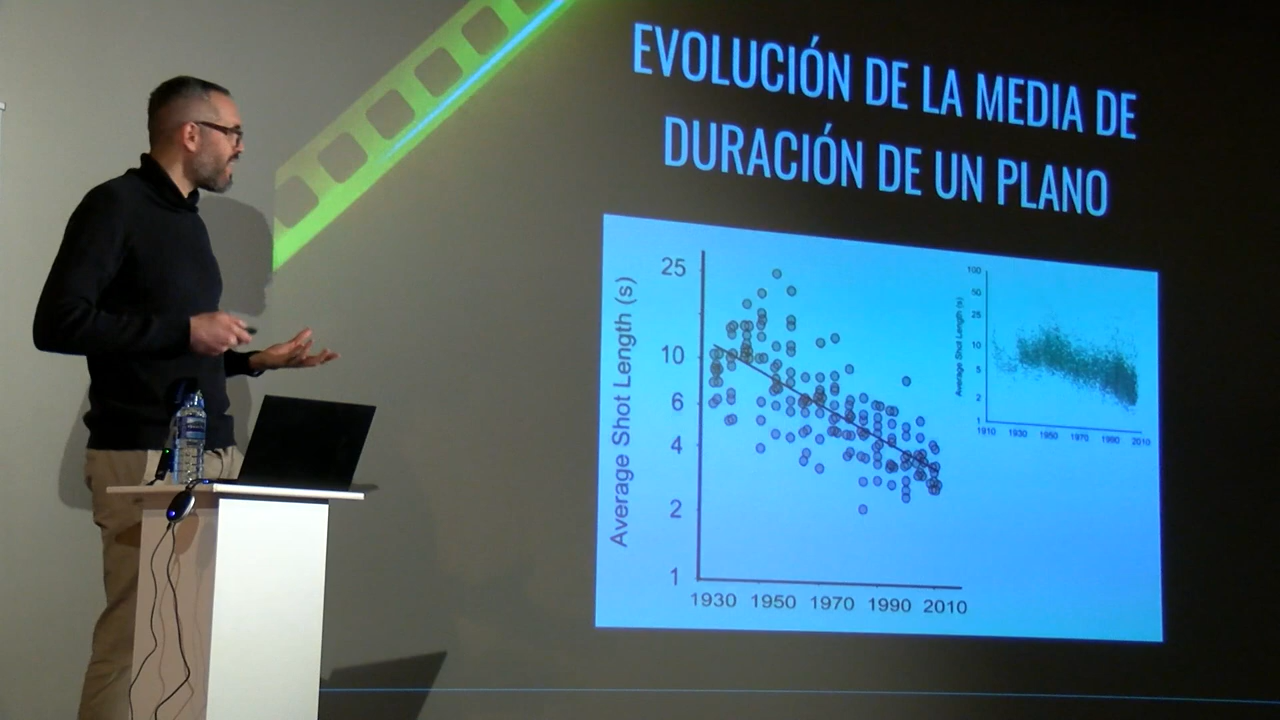 EVOLUCIÓN DE LA MEDIA DE
DURACIÓN DE UN PLANO
Average Shot Length (s)
25
10
6
4
2
1
1930 1950 1970 1990 2010
Average Shot Length (s)
100
50
25
10
5
2
1
1910 1930 1950 1970 1990 2010